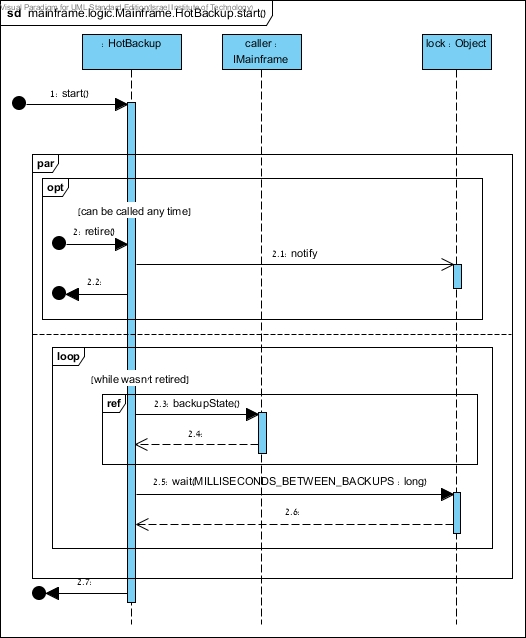 Visual Paradigm for UML Standard Edition(Israel Institute of Technology)
sd mainframe.logic.Mainframe.HotBackup.start()
: HotBackup
caller :
IMainframe
lock : Object
1: start()
par
opt
[can be called any time]
2: retire()
2.1: notify
2.2:
loop
[while wasn't retired]
ref
2.3: backupState()
2.4:
2.5: wait(MILLISECONDS_BETWEEN_BACKUPS : long)
2.6:
2.7: